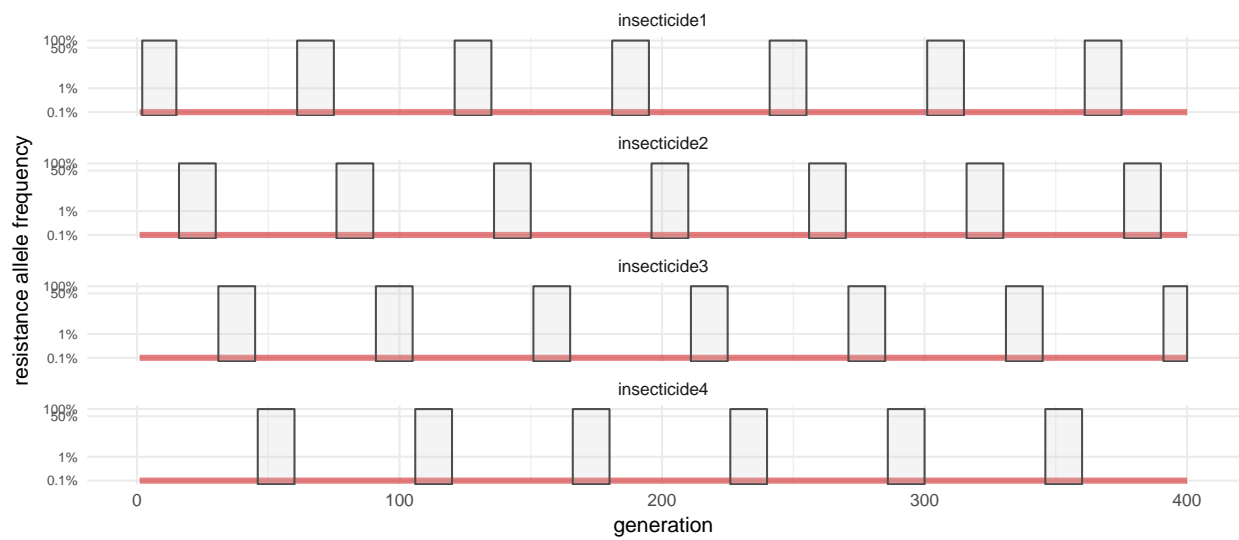 insecticide1
100%
50%
1%
0.1%
insecticide2
100%
50%
1%
0.1%
insecticide3
100%
50%
1%
0.1%
insecticide4
100%
50%
1%
0.1%
0 100 200 300 400
generation
resistance allele frequency